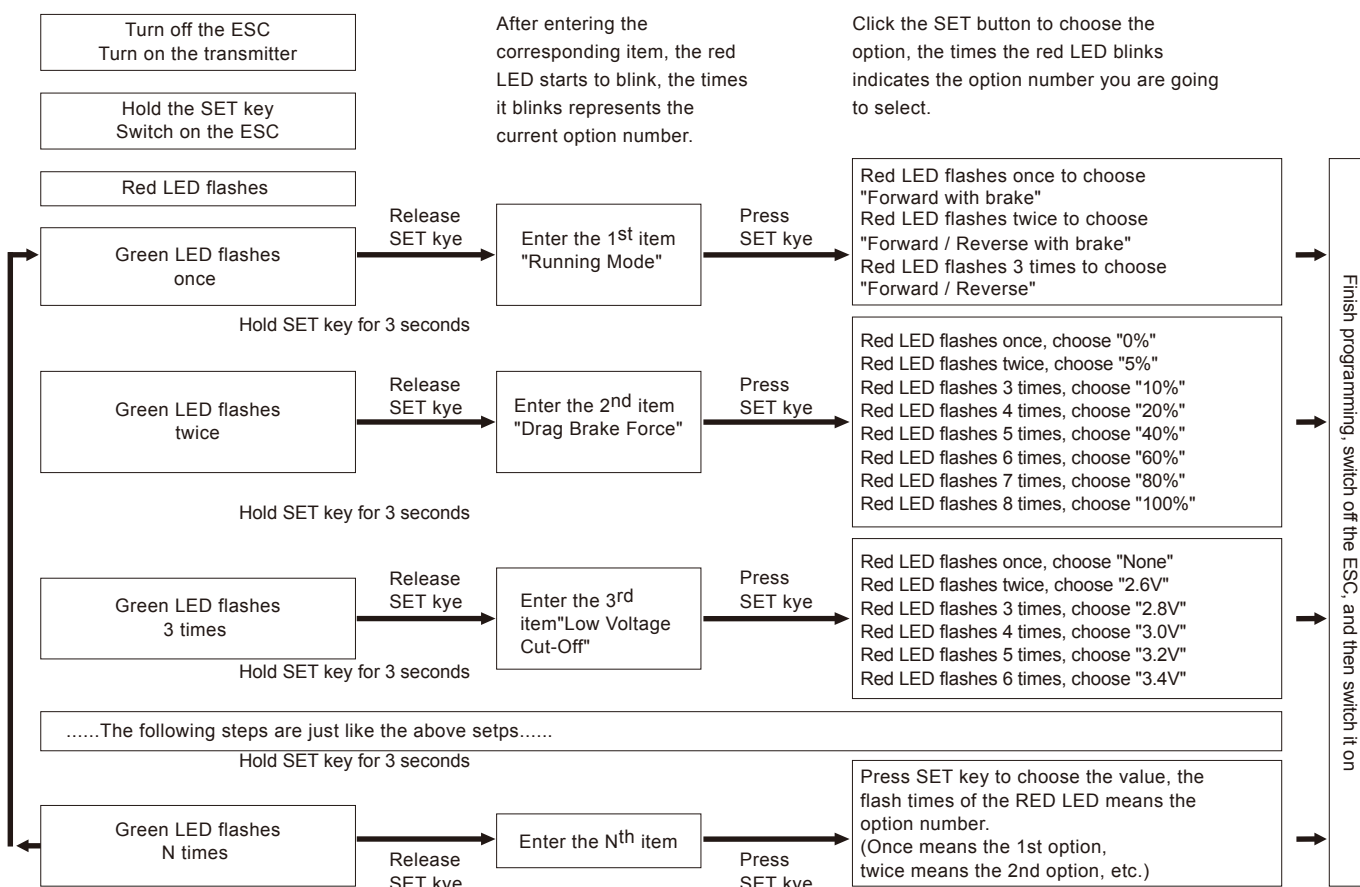 Turn off the ESC
Turn on the transmitter
After entering the
corresponding item, the red
LED starts to blink, the times
it blinks represents the
current option number.
Click the SET button to choose the
option, the times the red LED blinks
indicates the option number you are going
to select.
Hold the SET key
Switch on the ESC
Red LED flashes
Green LED flashes
once
Release
SET kye
Enter the 1st item
"Running Mode"
Press
SET kye
Red LED flashes once to choose
"Forward with brake"
Red LED flashes twice to choose
"Forward / Reverse with brake"
Red LED flashes 3 times to choose
"Forward / Reverse"
Hold SET key for 3 seconds
Green LED flashes
twice
Release
SET kye
Enter the 2nd item
"Drag Brake Force"
Press
SET kye
Red LED flashes once, choose "0%"
Red LED flashes twice, choose "5%"
Red LED flashes 3 times, choose "10%"
Red LED flashes 4 times, choose "20%"
Red LED flashes 5 times, choose "40%"
Red LED flashes 6 times, choose "60%"
Red LED flashes 7 times, choose "80%"
Red LED flashes 8 times, choose "100%"
Hold SET key for 3 seconds
Green LED flashes
3 times
Release
SET kye
Enter the 3rd
item"Low Voltage
Cut-Off"
Press
SET kye
Red LED flashes once, choose "None"
Red LED flashes twice, choose "2.6V"
Red LED flashes 3 times, choose "2.8V"
Red LED flashes 4 times, choose "3.0V"
Red LED flashes 5 times, choose "3.2V"
Red LED flashes 6 times, choose "3.4V"
Hold SET key for 3 seconds
......The following steps are just like the above setps......
Hold SET key for 3 seconds
Green LED flashes
N times
Release
SET kye
Enter the Nth item
Press
SET kye
Press SET key to choose the value, the
flash times of the RED LED means the
option number.
(Once means the 1st option,
twice means the 2nd option, etc.)
Finish programming, switch off the ESC, and then switch it on